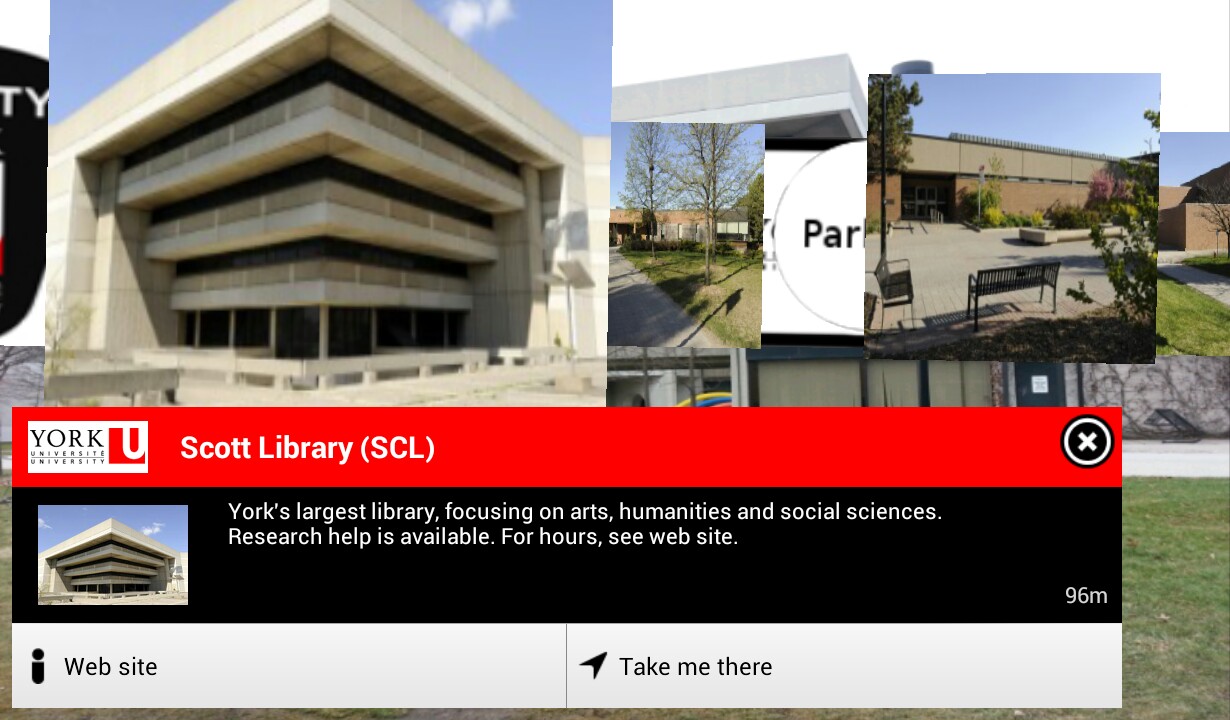 TY
Par
YORK U
UNIVERSITÉ
UNIVERSITY
Scott Library (SCL)
York's largest library, focusing on arts, humanities and social sciences.
Research help is available. For hours, see web site.
96m
Web site
Take me there